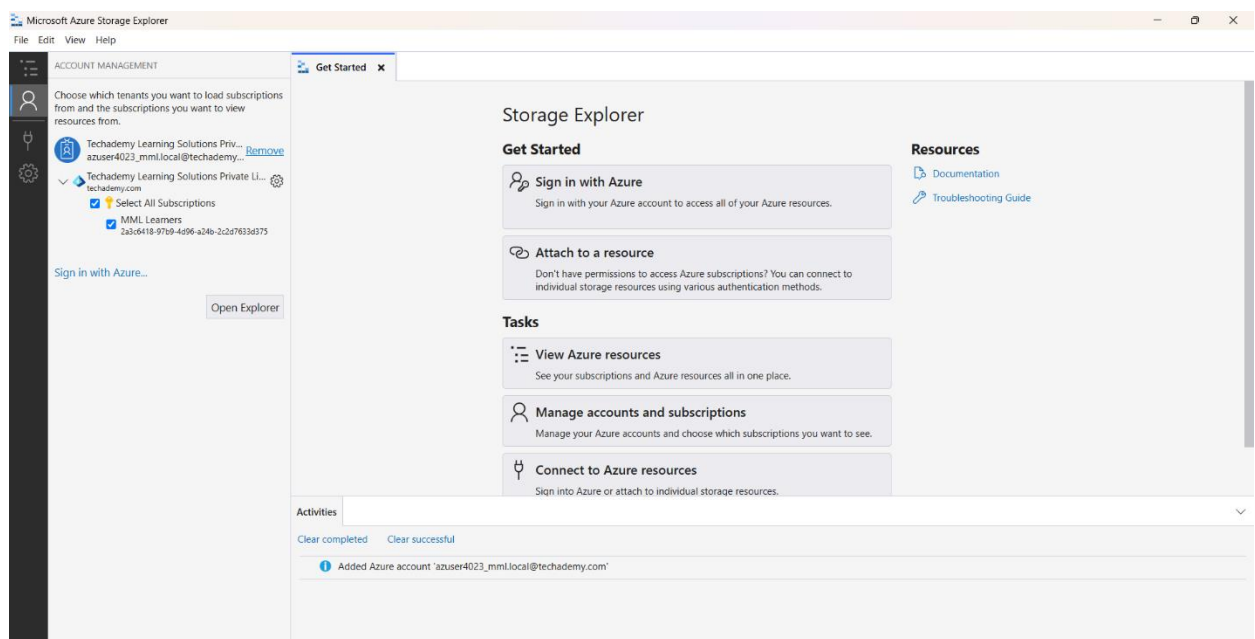 Microsoft Azure Storage Explorer
File Edit View Help
ACCOUNT MANAGEMENT
Choose which tenants you want to load subscriptions
from and the subscriptions you want to view
resources from.
Techademy Learning Solutions Priv...
azuser4023_mml.local@techademy...
Remove
Techademy Learning Solutions Private Li...
techademy.com
Select All Subscriptions
MML Learners
2a3c6418-97b9-4d96-a24b-2c2d7633d375
Sign in with Azure...
Open Explorer
Get Started
Storage Explorer
Get Started
Sign in with Azure
Sign in with your Azure account to access all of your Azure resources.
Attach to a resource
Don't have permissions to access Azure subscriptions? You can connect to
individual storage resources using various authentication methods.
Tasks
View Azure resources
See your subscriptions and Azure resources all in one place.
Manage accounts and subscriptions
Manage your Azure accounts and choose which subscriptions you want to see.
Connect to Azure resources
Sign into Azure or attach to individual storage resources.
Resources
Documentation
Troubleshooting Guide
Activities
Clear completed Clear successful
Added Azure account 'azuser4023_mml.local@techademy.com'